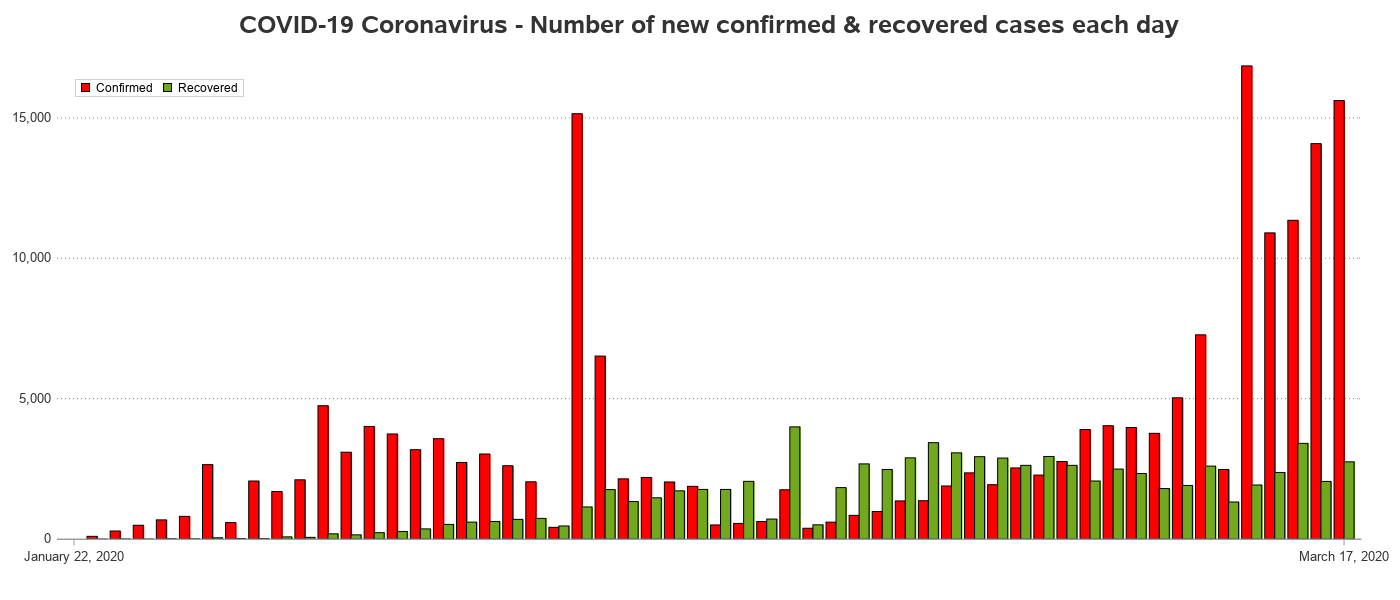 COVID-19 Coronavirus - Number of new confirmed & recovered cases each day
Confirmed Recovered
15,000
10,000
5,000
0
January 22, 2020 March 17, 2020